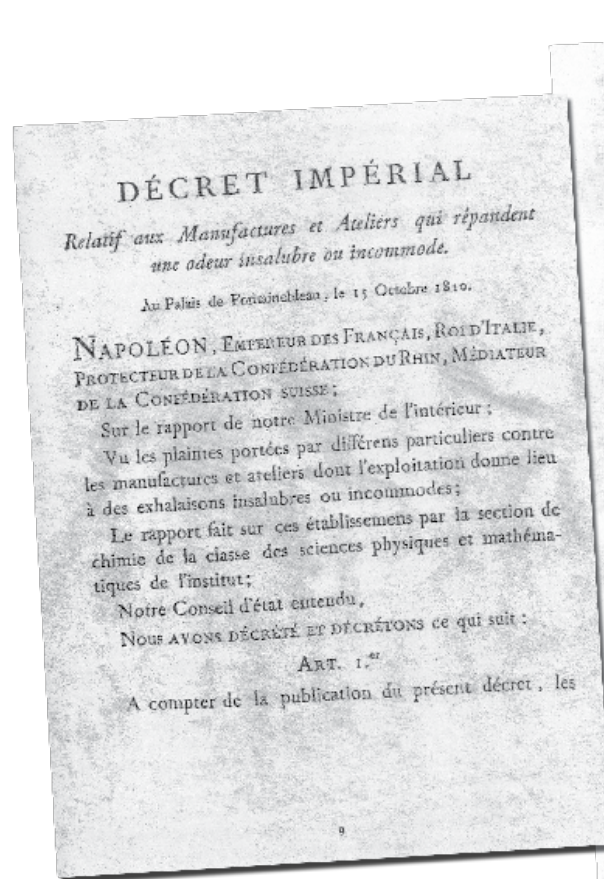 DÉCRET IMPÉRIAL
Relatif aux Manufactures et Ateliers qui répandent
une odeur insalubre ou incommode.
Au Palais de Fontainebleau, le 15 Octobre 1810.
NAPOLÉON, EMPEREUR DES FRANÇAIS, ROI D'ITALIE,
PROTECTEUR DE LA CONFÉDÉRATION DU RHIN, MÉDIATEUR
DE LA CONFÉDÉRATION SUISSE;
Sur le rapport de notre Ministre de l'intérieur;
Vu les plaintes portées par différens particuliers contre
les manufactures et ateliers dont l'exploitation donne lieu
à des exhalaisons insalubres ou incommodes;
Le rapport fait sur ces établissemens par la section de
chimie de la classe des sciences physiques et mathéma-
tiques de l'institut;
Notre Conseil d'état entendu,
NOUS AVONS DÉCRÉTÉ ET DÉCRÉTONS ce qui suit :
ART. 1.er
A compter de la publication du présent décret, les
9